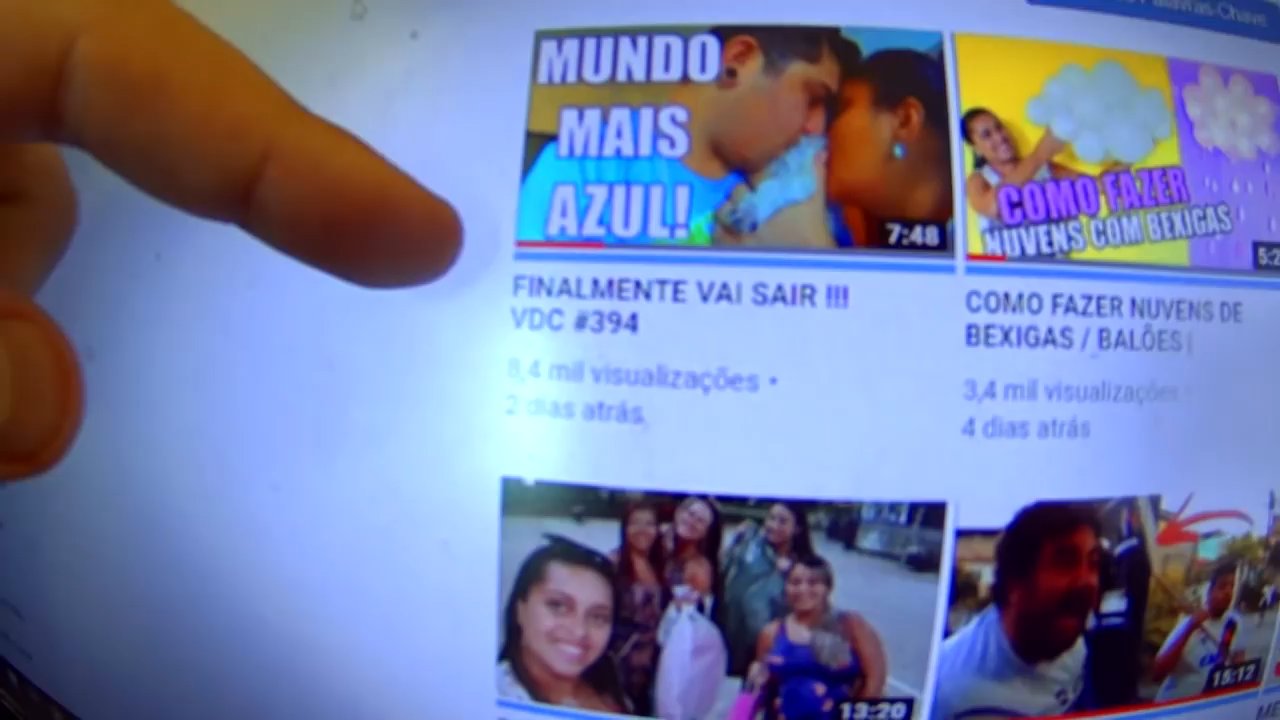 Palavras-Chave
MUNDO
MAIS
AZUL!
7:48
COMO FAZER
NUVENS COM BEXIGAS
FINALMENTE VAI SAIR !!!
VDC #394
8,4 mil visualizações •
2 dias atrás
COMO FAZER NUVENS DE
BEXIGAS / BALÕES |
3,4 mil visualizações
4 dias atrás
13:20
15:17